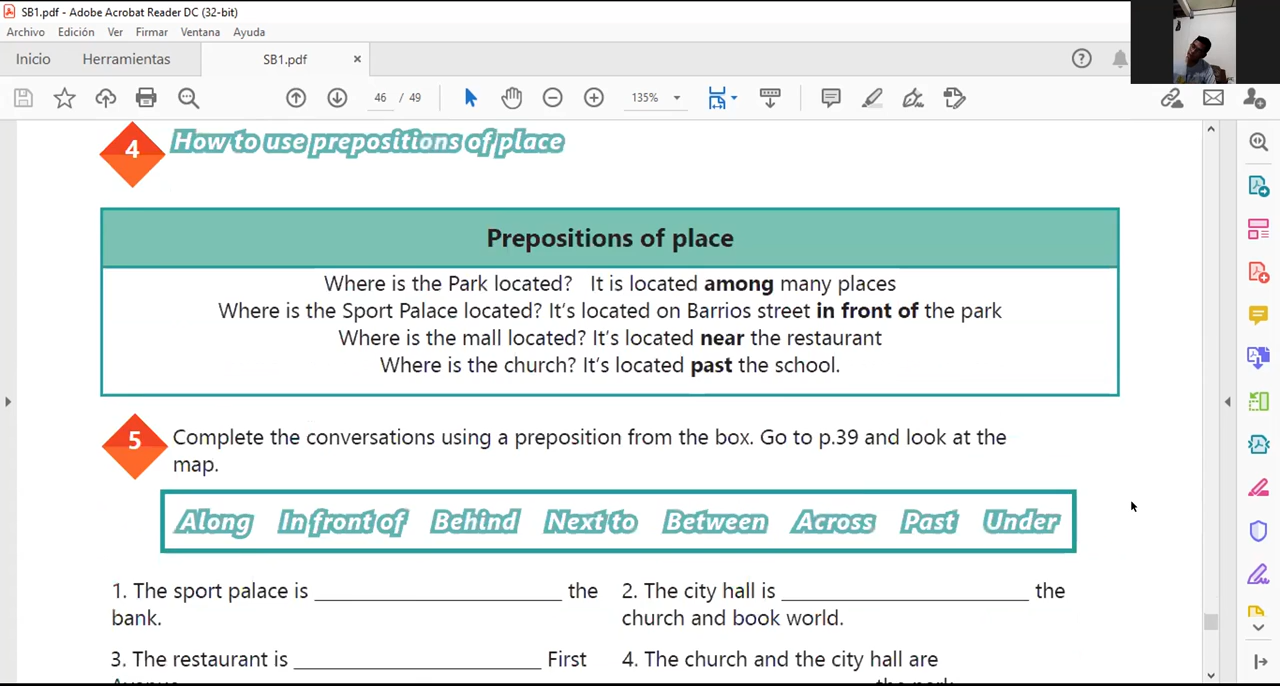 SB1.pdf - Adobe Acrobat Reader DC (32-bit)
Archivo Edición Ver Firmar Ventana Ayuda
Inicio Herramientas SB1.pdf ×
46 / 49 135%
4 How to use prepositions of place
Prepositions of place
Where is the Park located? It is located among many places
Where is the Sport Palace located? It's located on Barrios street in front of the park
Where is the mall located? It's located near the restaurant
Where is the church? It's located past the school.
5 Complete the conversations using a preposition from the box. Go to p.39 and look at the
map.
Along In front of Behind Next to Between Across Past Under
1. The sport palace is ________________________ the
bank.
2. The city hall is ________________________ the
church and book world.
3. The restaurant is ________________________ First
4. The church and the city hall are